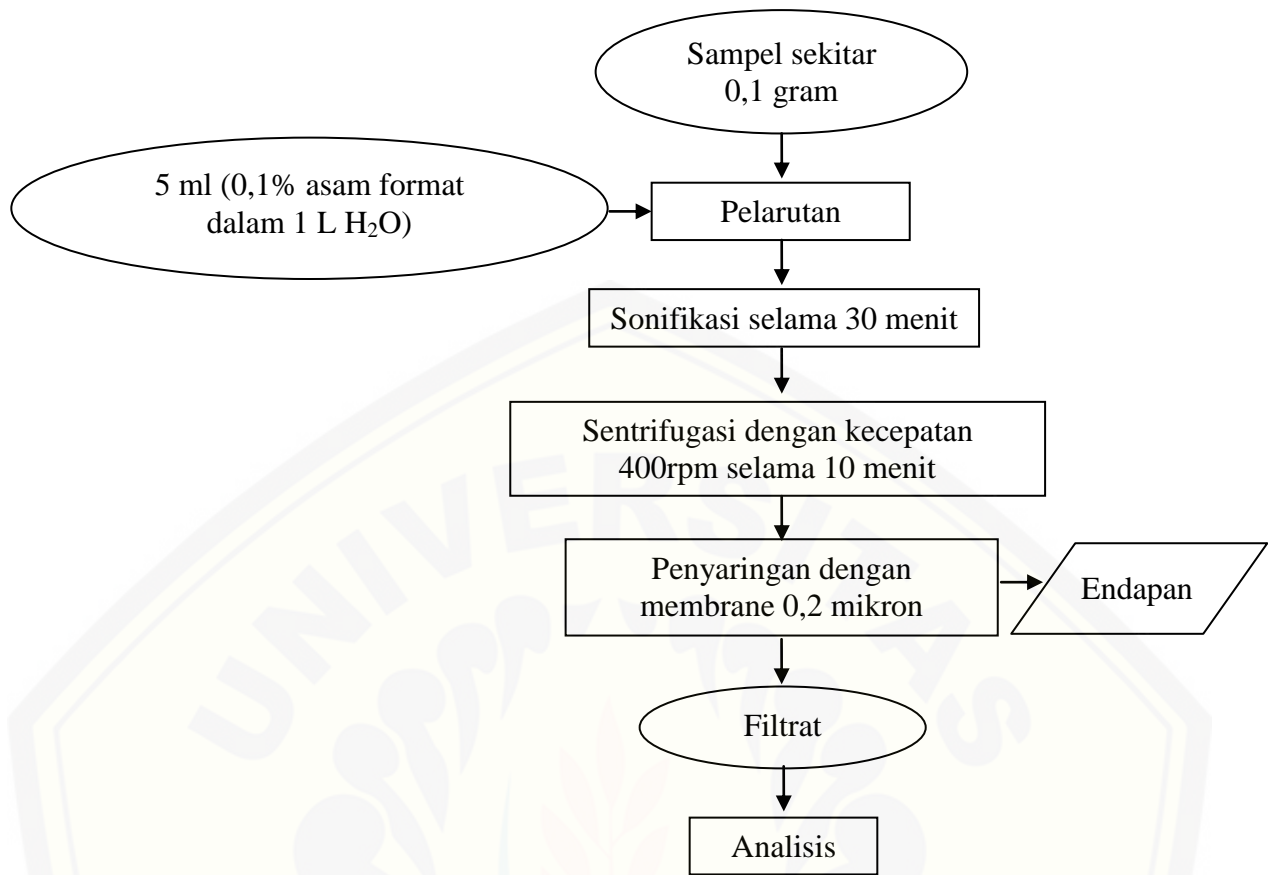 Sampel sekitar
0,1 gram
5 ml (0,1% asam format
dalam 1 L H₂O)
Pelarutan
Sonifikasi selama 30 menit
Sentrifugasi dengan kecepatan
400rpm selama 10 menit
Penyaringan dengan
membrane 0,2 mikron
Endapan
Filtrat
Analisis
UNIVERSITAS